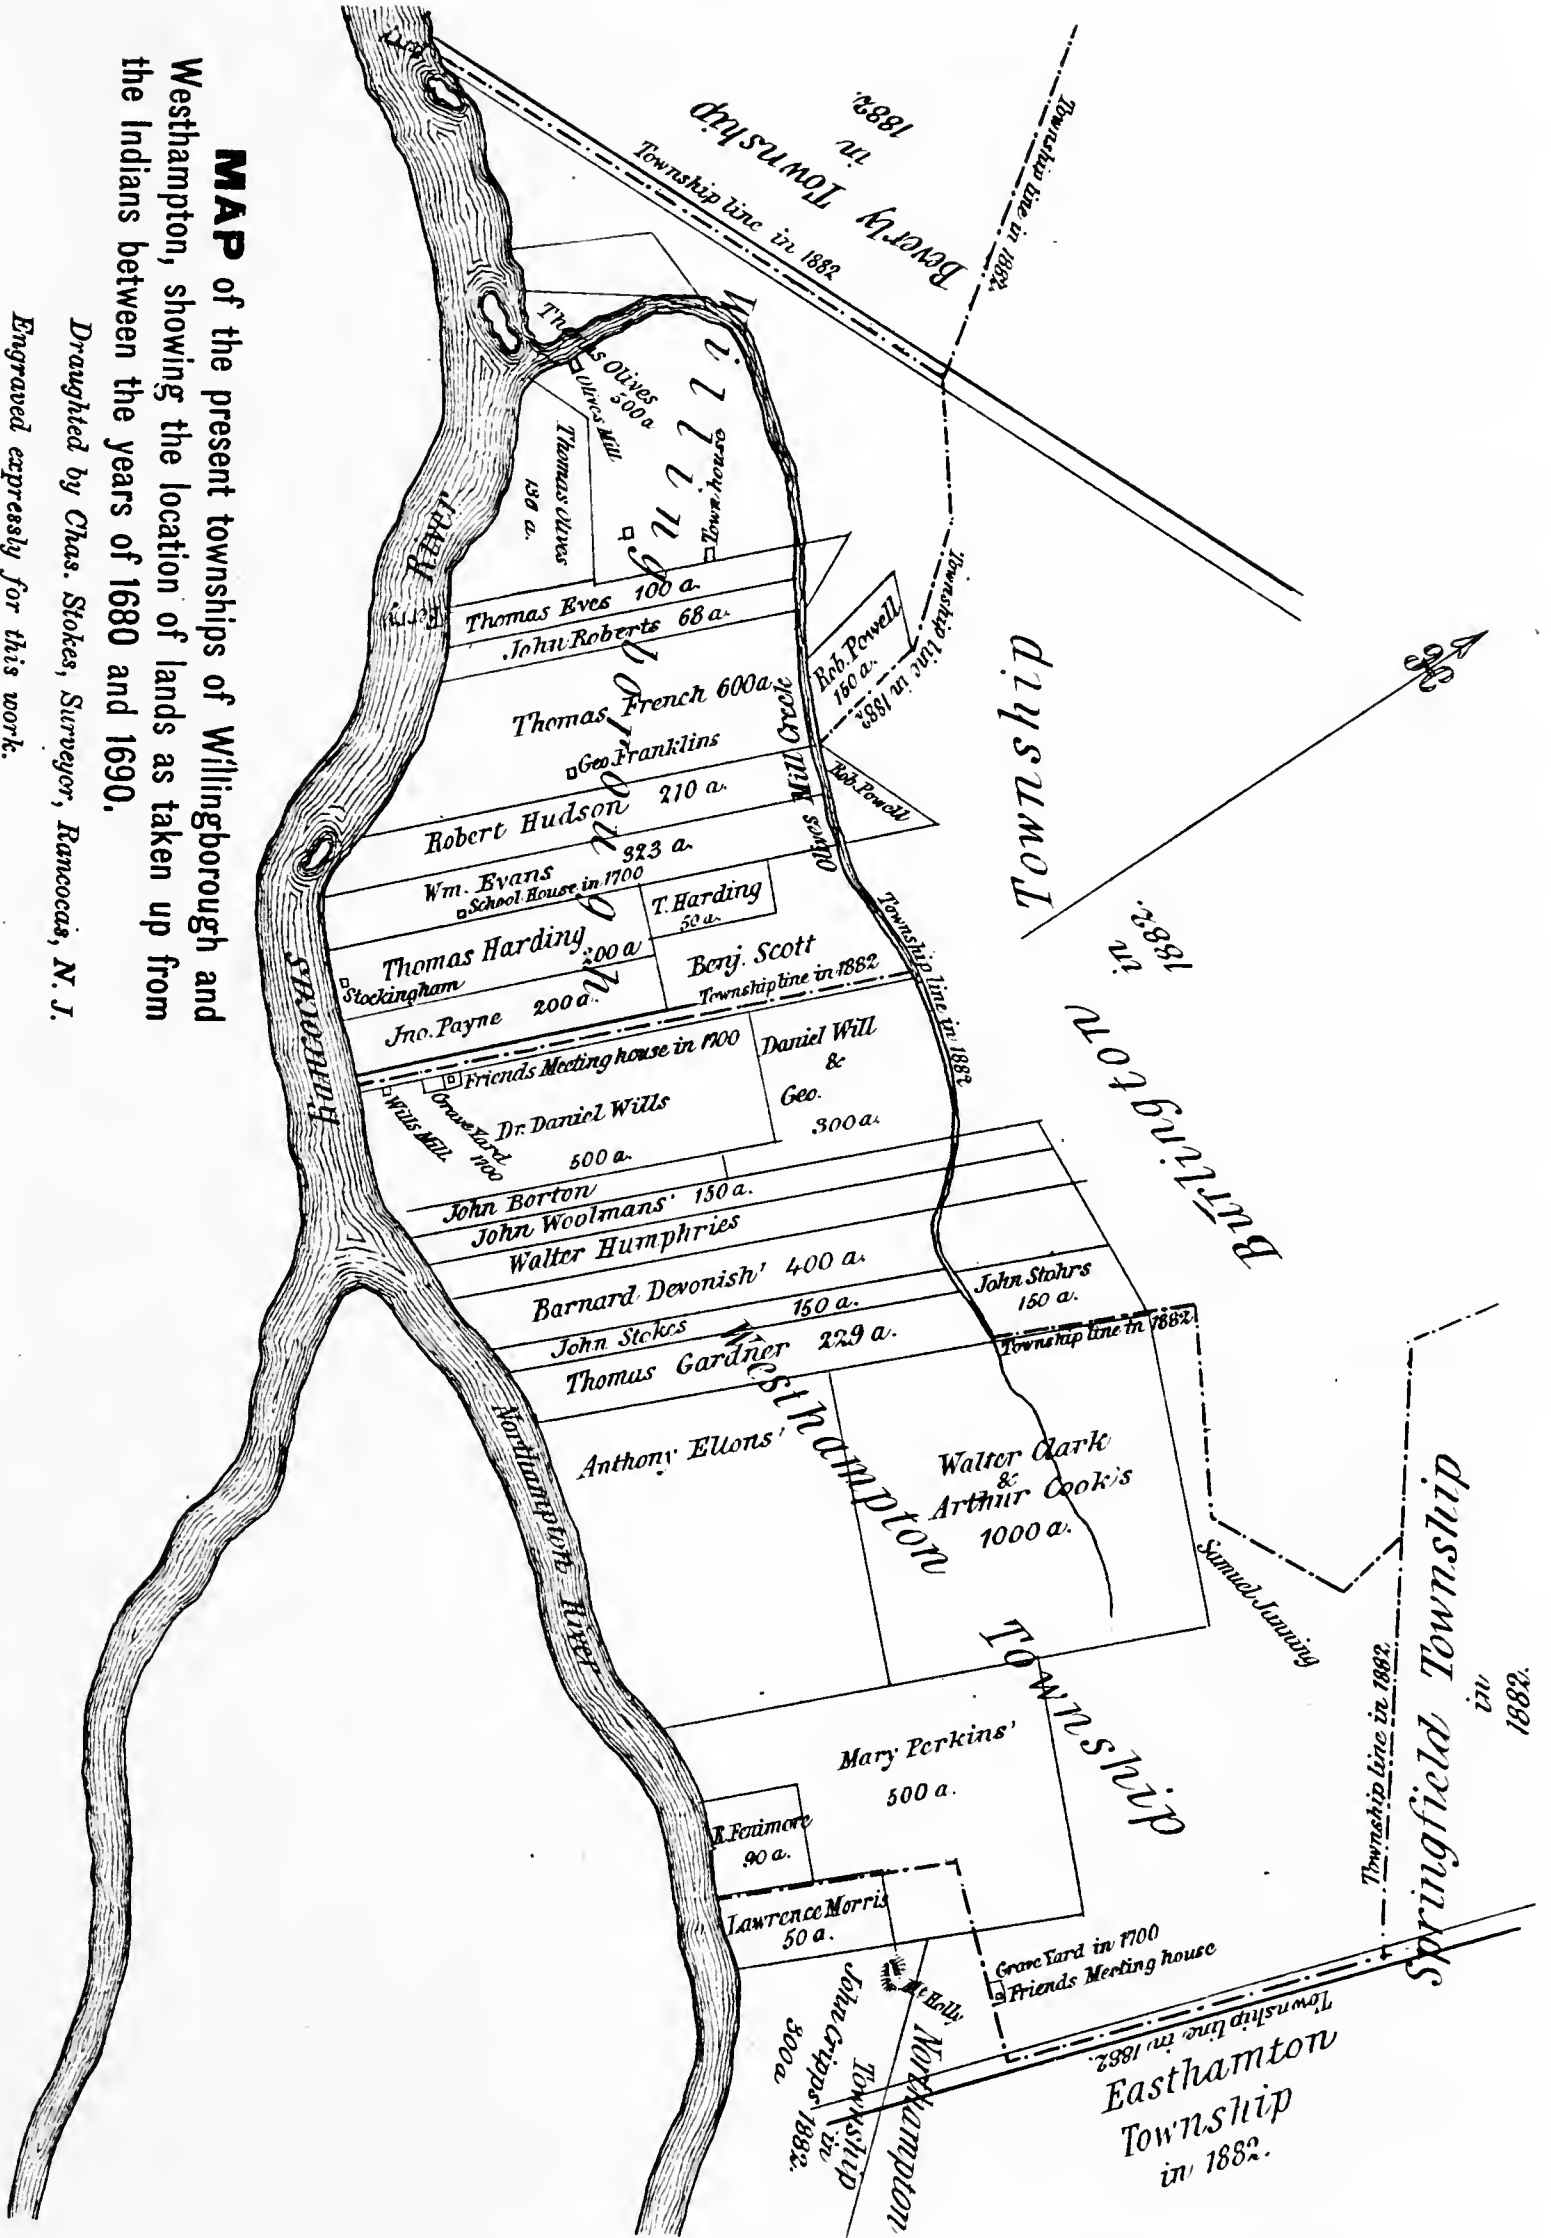 MAP of the present townships of Willingborough and
Westhampton, showing the location of lands as taken up from
the Indians between the years of 1680 and 1690.
Draughted by Chas. Stokes, Surveyor, Rancocas, N. J.
Engraved expressly for this work.
Ferry
Township line in 1882
Township line in 1882.
Beverly
Township
in
1882.
Willingborough
Thomas Olives
500 a
Olives Mill
Town house
Thomas Olives
130 a.
Rancocas
River
Ferry
Thomas Eves 100 a.
John Roberts 68 a.
Thomas French 600 a.
Geo. Franklins
Olives Mill Creek
Rob. Powell
150 a.
Township line in 1882
Rob. Powell
Robert Hudson 210 a.
Wm. Evans 323 a.
School House in 1700
T. Harding
50 a.
Thomas Harding
200 a
Stockingham
Benj. Scott
Jno. Payne 200 a.
Township line in 1882
Township line in 1882
Friends Meeting house in 1700
Grave Yard
1700
Wills Mill.
Dr. Daniel Wills
500 a.
Daniel Will
&
Geo.
300 a.
John Borton
John Woolmans' 150 a.
Walter Humphries
Barnard Devonish' 400 a.
John Stokes 150 a.
Thomas Gardner 229 a.
John Stohrs
150 a.
Township line in 1882
Burlington
Township
in
1882.
Westhampton
Township
Northampton River
Anthony Eltons'
Walter Clark
&
Arthur Cook's
1000 a.
Samuel Junning
Mary Perkins'
500 a.
R. Fenimore
90 a.
Lawrence Morris
50 a.
Mt Holly
Grave Yard in 1700
Friends Meeting house
John Cripps
300 a
Northampton
Township
in
1882.
Township line in 1882
Springfield Township
in
1882.
Township line in 1882.
Easthamton
Township
in 1882.